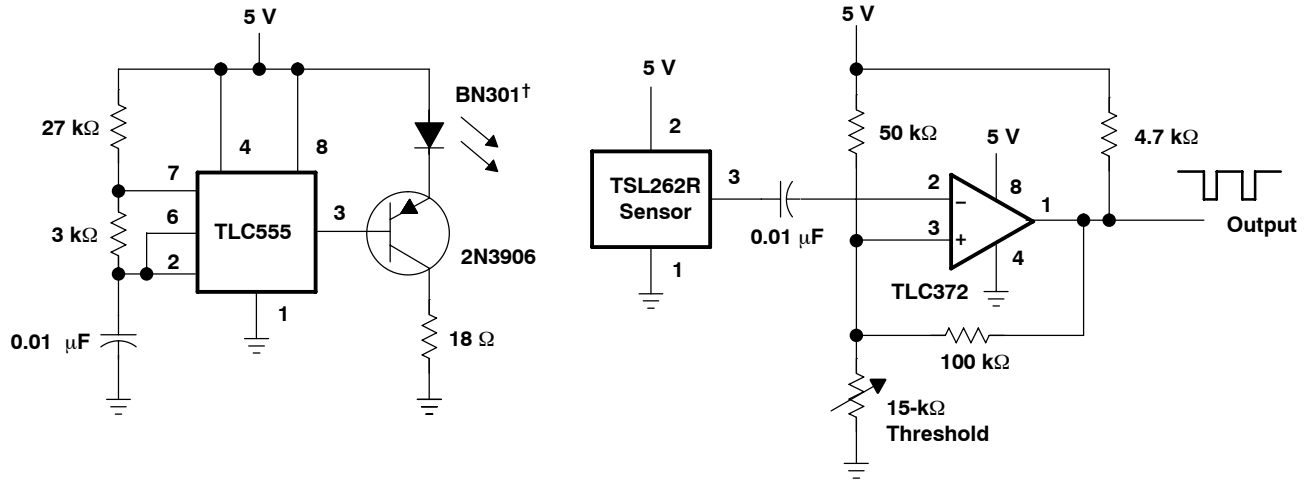 5 V
27 kΩ
3 kΩ
0.01 μF
4
8
7
6
2
TLC555
3
1
BN301†
2N3906
18 Ω
5 V
2
TSL262R
Sensor
3
1
0.01 μF
5 V
50 kΩ
4.7 kΩ
5 V
8
2
−
3
+
1
4
TLC372
Output
100 kΩ
15-kΩ
Threshold